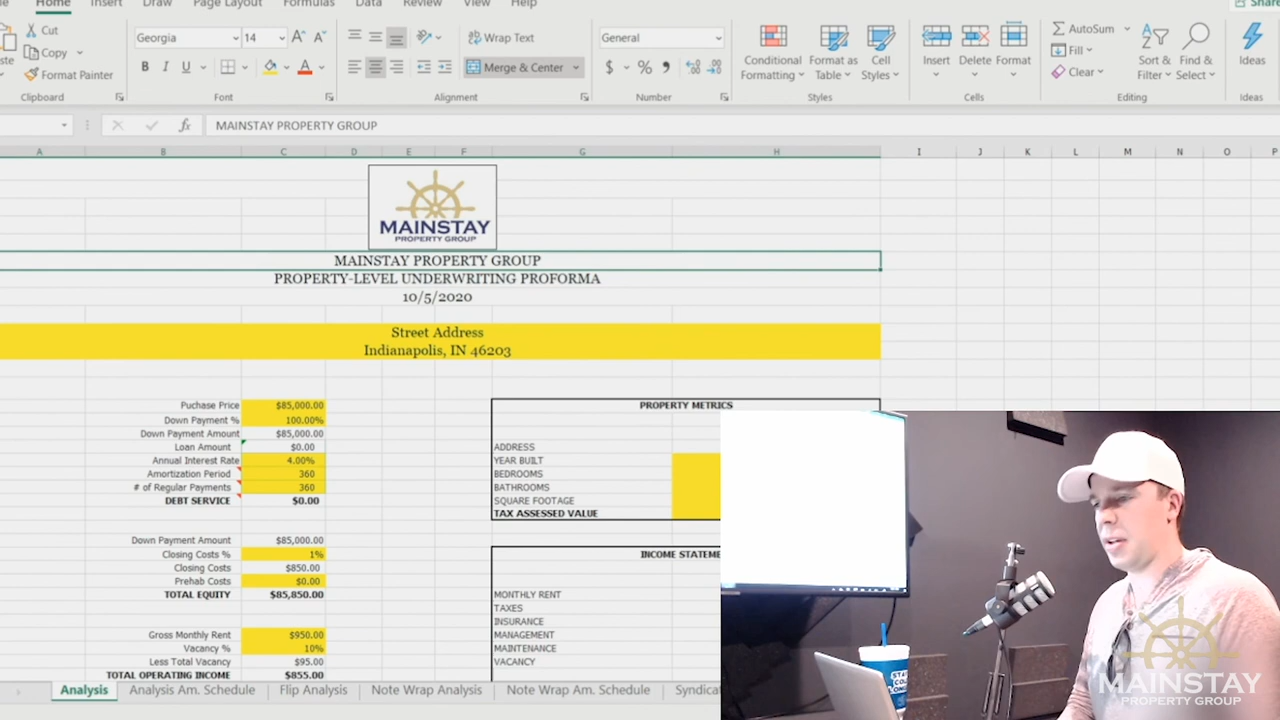 Home Insert Draw Page Layout Formulas Data Review View Help Share
Cut
Georgia 14 Wrap Text General AutoSum
Copy
Fill
Format Painter
Merge & Center
Conditional Formatting Format as Table Cell Styles Insert Delete Format Sort & Filter Find & Select Ideas
Clear
Clipboard Font Alignment Number Styles Cells Editing Ideas
fx MAINSTAY PROPERTY GROUP
A B C D E F G H I J K L M N O P
MAINSTAY
PROPERTY GROUP
MAINSTAY PROPERTY GROUP
PROPERTY-LEVEL UNDERWRITING PROFORMA
10/5/2020
Street Address
Indianapolis, IN 46203
Puchase Price $85,000.00
Down Payment % 100.00%
Down Payment Amount $85,000.00
Loan Amount $0.00
Annual Interest Rate 4.00%
Amortization Period 360
# of Regular Payments 360
DEBT SERVICE $0.00
Down Payment Amount $85,000.00
Closing Costs % 1%
Closing Costs $850.00
Prehab Costs $0.00
TOTAL EQUITY $85,850.00
Gross Monthly Rent $950.00
Vacancy % 10%
Less Total Vacancy $95.00
TOTAL OPERATING INCOME $855.00
PROPERTY METRICS
ADDRESS
YEAR BUILT
BEDROOMS
BATHROOMS
SQUARE FOOTAGE
TAX ASSESSED VALUE
INCOME STATEME
MONTHLY RENT
TAXES
INSURANCE
MANAGEMENT
MAINTENANCE
VACANCY
Analysis Analysis Am. Schedule Flip Analysis Note Wrap Analysis Note Wrap Am. Schedule Syndicat
MAINSTAY
PROPERTY GROUP